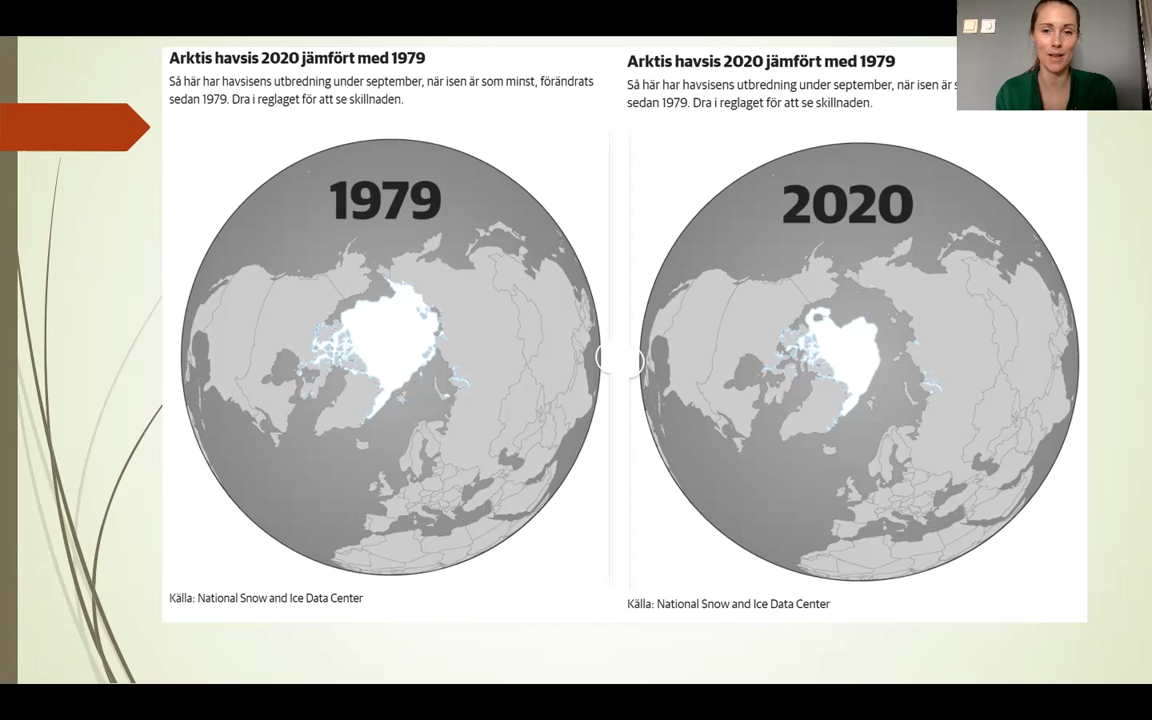 Arktis havsis 2020 jämfört med 1979
Så här har havsisens utbredning under september, när isen är som minst, förändrats
sedan 1979. Dra i reglaget för att se skillnaden.
1979
Källa: National Snow and Ice Data Center
Arktis havsis 2020 jämfört med 1979
Så här har havsisens utbredning under september, när isen är
sedan 1979. Dra i reglaget för att se skillnaden.
2020
Källa: National Snow and Ice Data Center